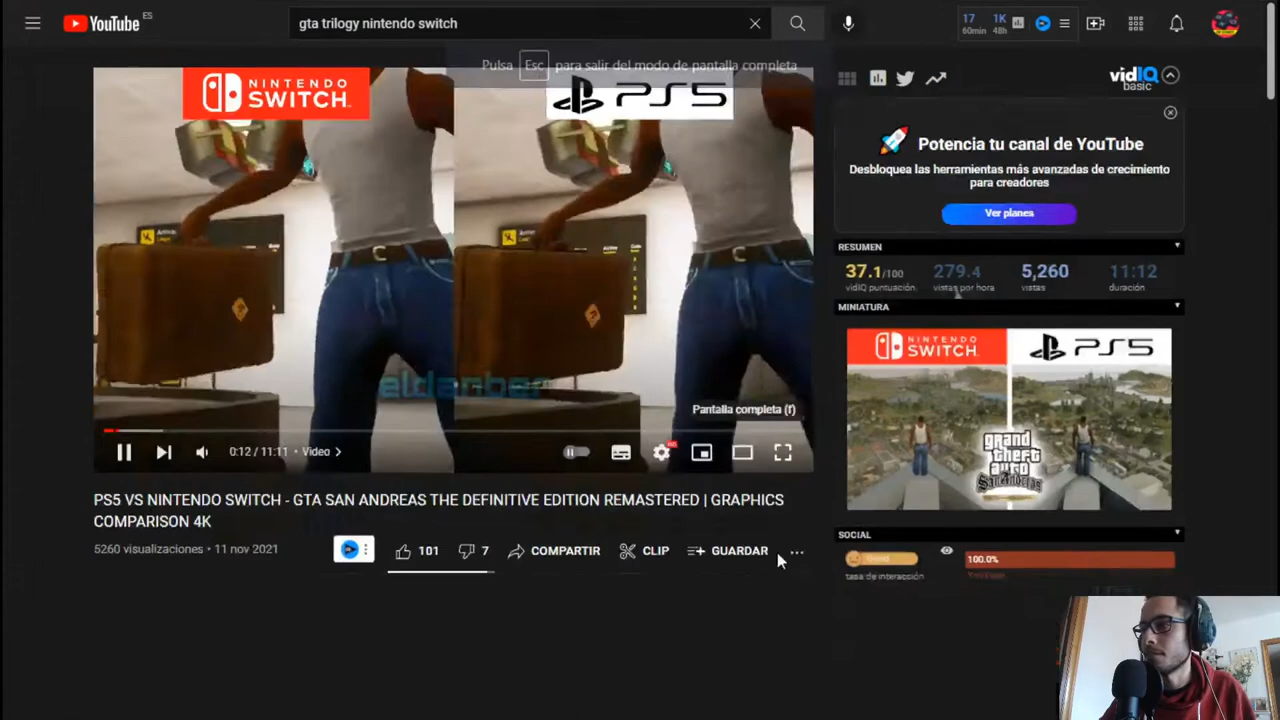 YouTube ES
gta trilogy nintendo switch
17
60min
1K
48h
Pulsa Esc para salir del modo de pantalla completa
NINTENDO
SWITCH
PS5
eldanber
Pantalla completa (f)
0:12 / 11:11 • Video
HD
PS5 VS NINTENDO SWITCH - GTA SAN ANDREAS THE DEFINITIVE EDITION REMASTERED | GRAPHICS
COMPARISON 4K
5260 visualizaciones • 11 nov 2021
101
7
COMPARTIR
CLIP
GUARDAR
vidIQ
basic
Potencia tu canal de YouTube
Desbloquea las herramientas más avanzadas de crecimiento
para creadores
Ver planes
RESUMEN
37.1/100
vidIQ puntuación
279.4
vistas por hora
5,260
vistas
11:12
duración
MINIATURA
NINTENDO
SWITCH
PS5
grand
theft
auto
San Andreas
SOCIAL
100.0%
tasa de interacción